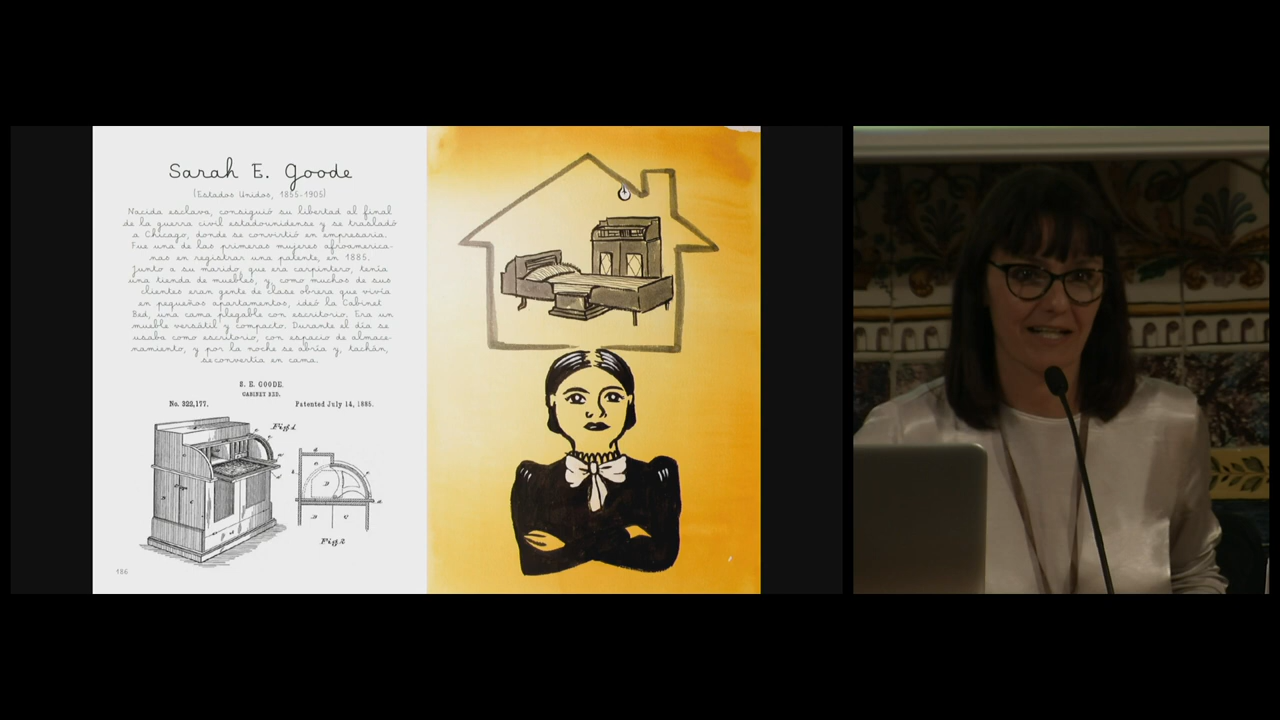 Sarah E. Goode
(Estados Unidos, 1855-1905)
Nacida esclava, consiguió su libertad al final
de la guerra civil estadounidense y se trasladó
a Chicago, donde se convirtió en empresaria.
Fue una de las primeras mujeres afroamerica-
nas en registrar una patente, en 1885.
Junto a su marido, que era carpintero, tenía
una tienda de muebles, y como muchos de sus
clientes eran gente de clase obrera que vivía
en pequeños apartamentos, ideó la Cabinet
Bed, una cama plegable con escritorio. Era un
mueble versátil y compacto. Durante el día se
usaba como escritorio, con espacio de almace-
namiento, y por la noche se abría y, tachán,
se convertía en cama.
S. E. GOODE.
CABINET BED.
No. 322,177.
Patented July 14, 1885.
Fig.1
Fig.2
186